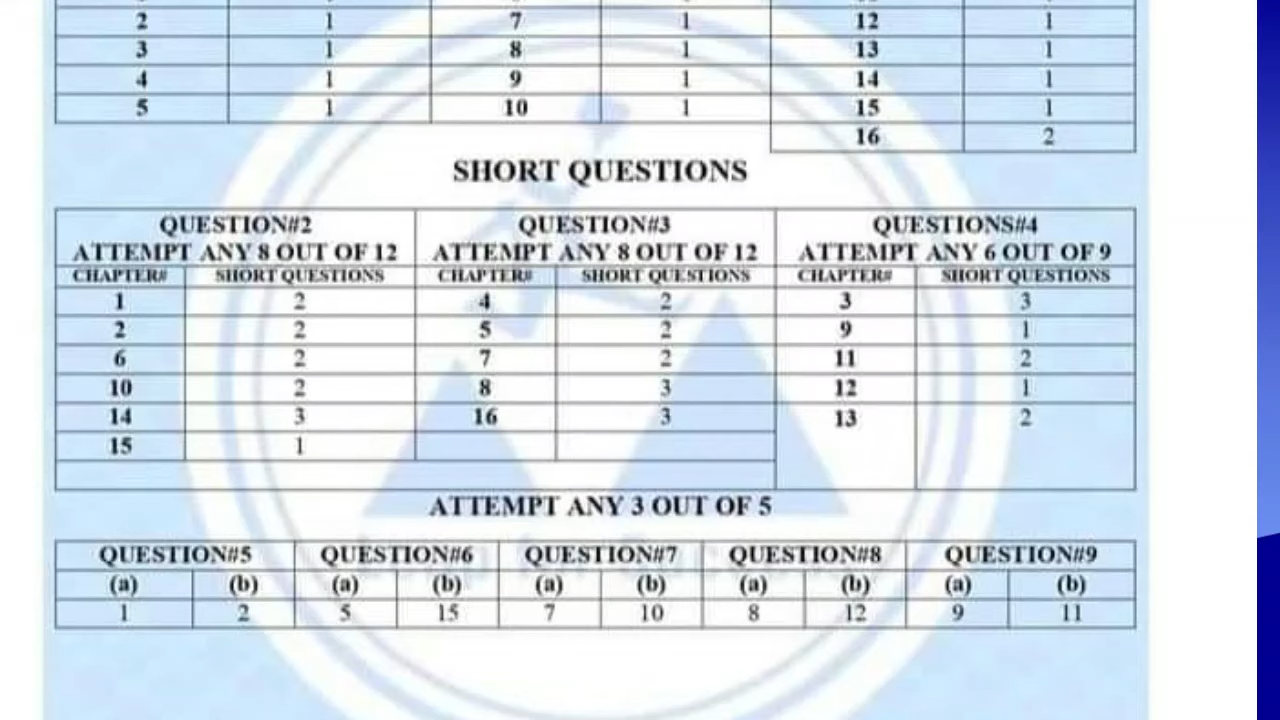 2 1 7 1 12 1
3 1 8 1 13 1
4 1 9 1 14 1
5 1 10 1 15 1
16 2
SHORT QUESTIONS
QUESTION#2 QUESTION#3 QUESTIONS#4
ATTEMPT ANY 8 OUT OF 12 ATTEMPT ANY 8 OUT OF 12 ATTEMPT ANY 6 OUT OF 9
CHAPTER# SHORT QUESTIONS CHAPTER# SHORT QUESTIONS CHAPTER# SHORT QUESTIONS
1 2 4 2 3 3
2 2 5 2 9 1
6 2 7 2 11 2
10 2 8 3 12 1
14 3 16 3 13 2
15 1
ATTEMPT ANY 3 OUT OF 5
QUESTION#5 QUESTION#6 QUESTION#7 QUESTION#8 QUESTION#9
(a) (b) (a) (b) (a) (b) (a) (b) (a) (b)
1 2 5 15 7 10 8 12 9 11